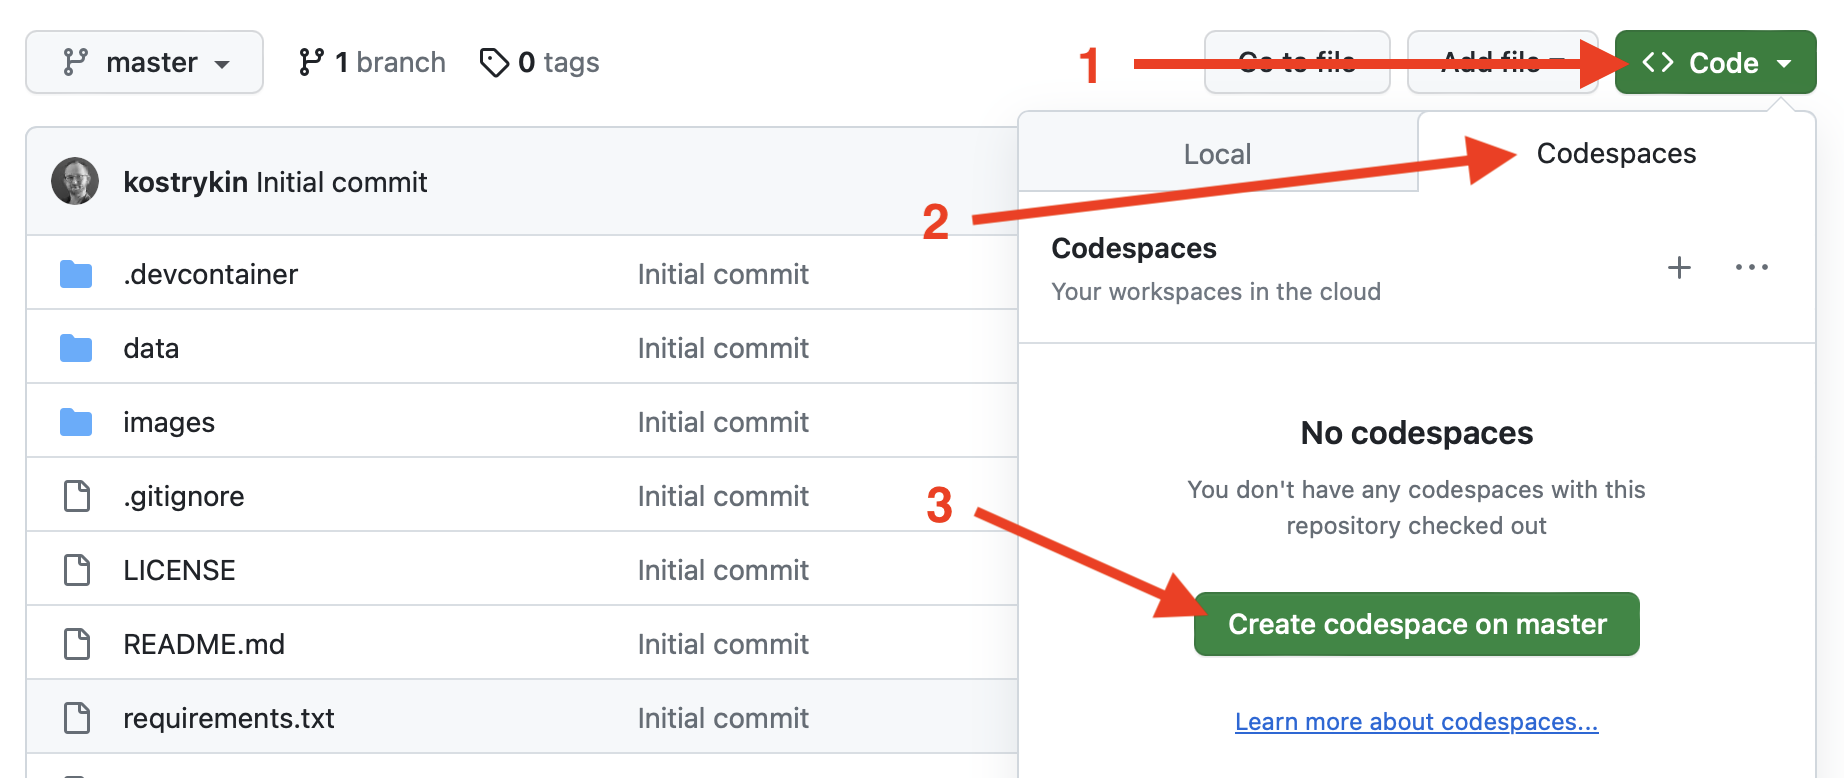 master
1 branch
0 tags
1
Go to file
Add file
Code
Local
Codespaces
kostrykin Initial commit
2
Codespaces
Your workspaces in the cloud
.devcontainer Initial commit
data Initial commit
images Initial commit
.gitignore Initial commit
LICENSE Initial commit
README.md Initial commit
requirements.txt Initial commit
No codespaces
You don't have any codespaces with this
repository checked out
3
Create codespace on master
Learn more about codespaces...